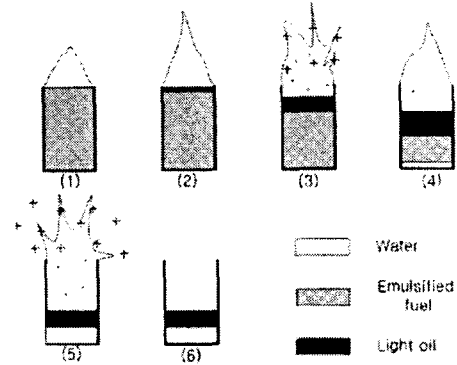 (1)
(2)
(3)
(4)
(5)
(6)
Water
Emulsified
fuel
Light oil